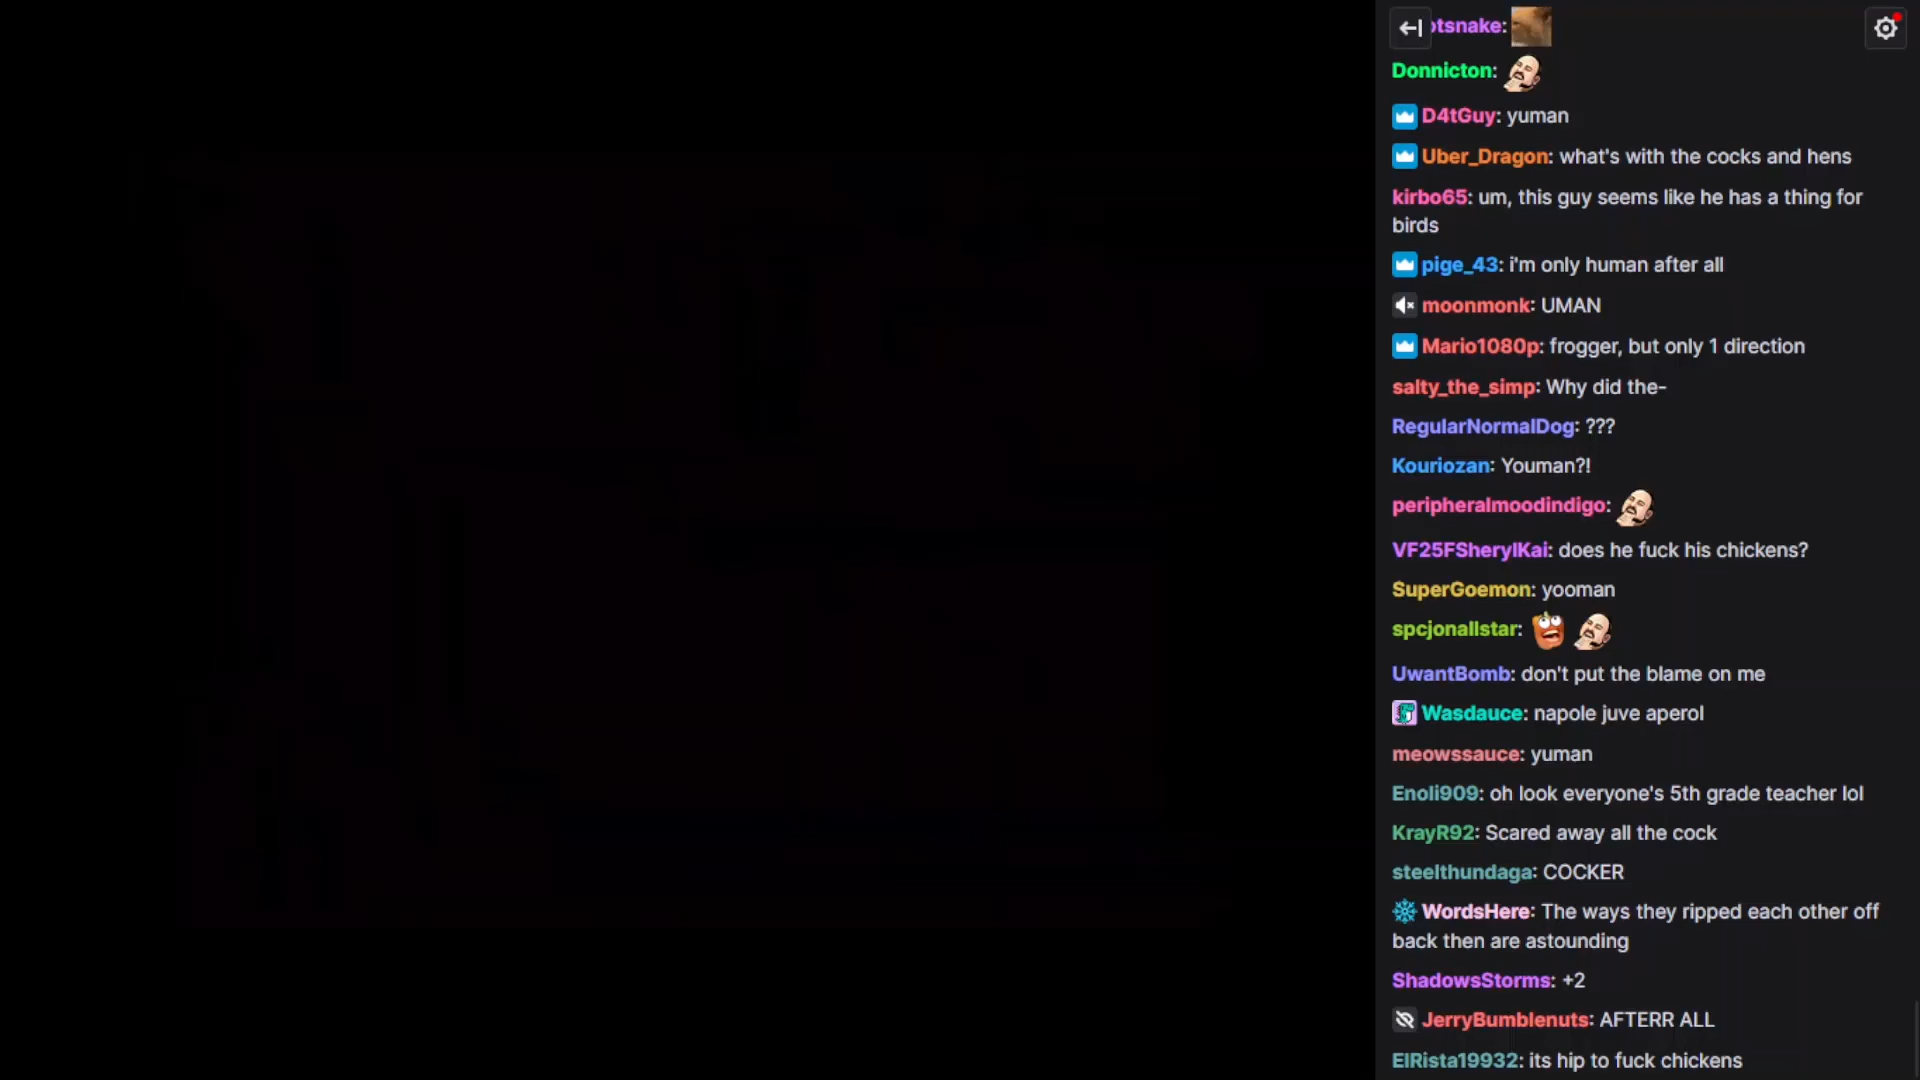 otsnake:
Donnicton:
D4tGuy: yuman
Uber_Dragon: what's with the cocks and hens
kirbo65: um, this guy seems like he has a thing for
birds
pige_43: i'm only human after all
moonmonk: UMAN
Mario1080p: frogger, but only 1 direction
salty_the_simp: Why did the-
RegularNormalDog: ???
Kouriozan: Youman?!
peripheralmoodindigo:
VF25FSherylKai: does he fuck his chickens?
SuperGoemon: yooman
spcjonallstar:
UwantBomb: don't put the blame on me
Wasdauce: napole juve aperol
meowssauce: yuman
Enoli909: oh look everyone's 5th grade teacher lol
KrayR92: Scared away all the cock
steelthundaga: COCKER
WordsHere: The ways they ripped each other off
back then are astounding
ShadowsStorms: +2
JerryBumblenuts: AFTERR ALL
ElRista19932: its hip to fuck chickens